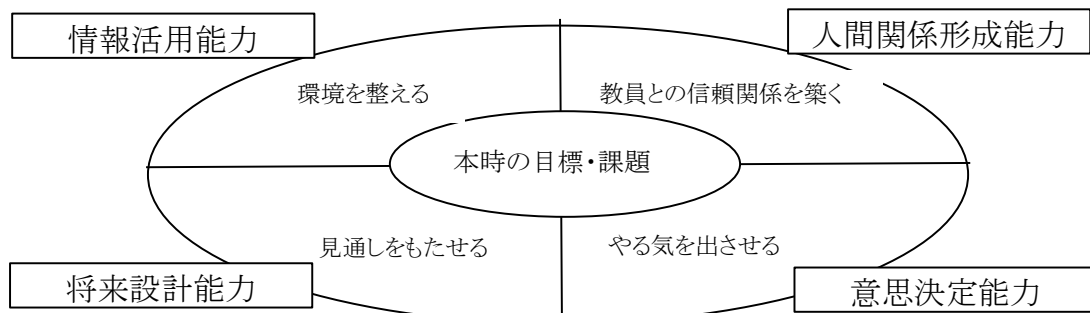 情報活用能力
人間関係形成能力
環境を整える
教員との信頼関係を築く
本時の目標・課題
見通しをもたせる
やる気を出させる
将来設計能力
意思決定能力